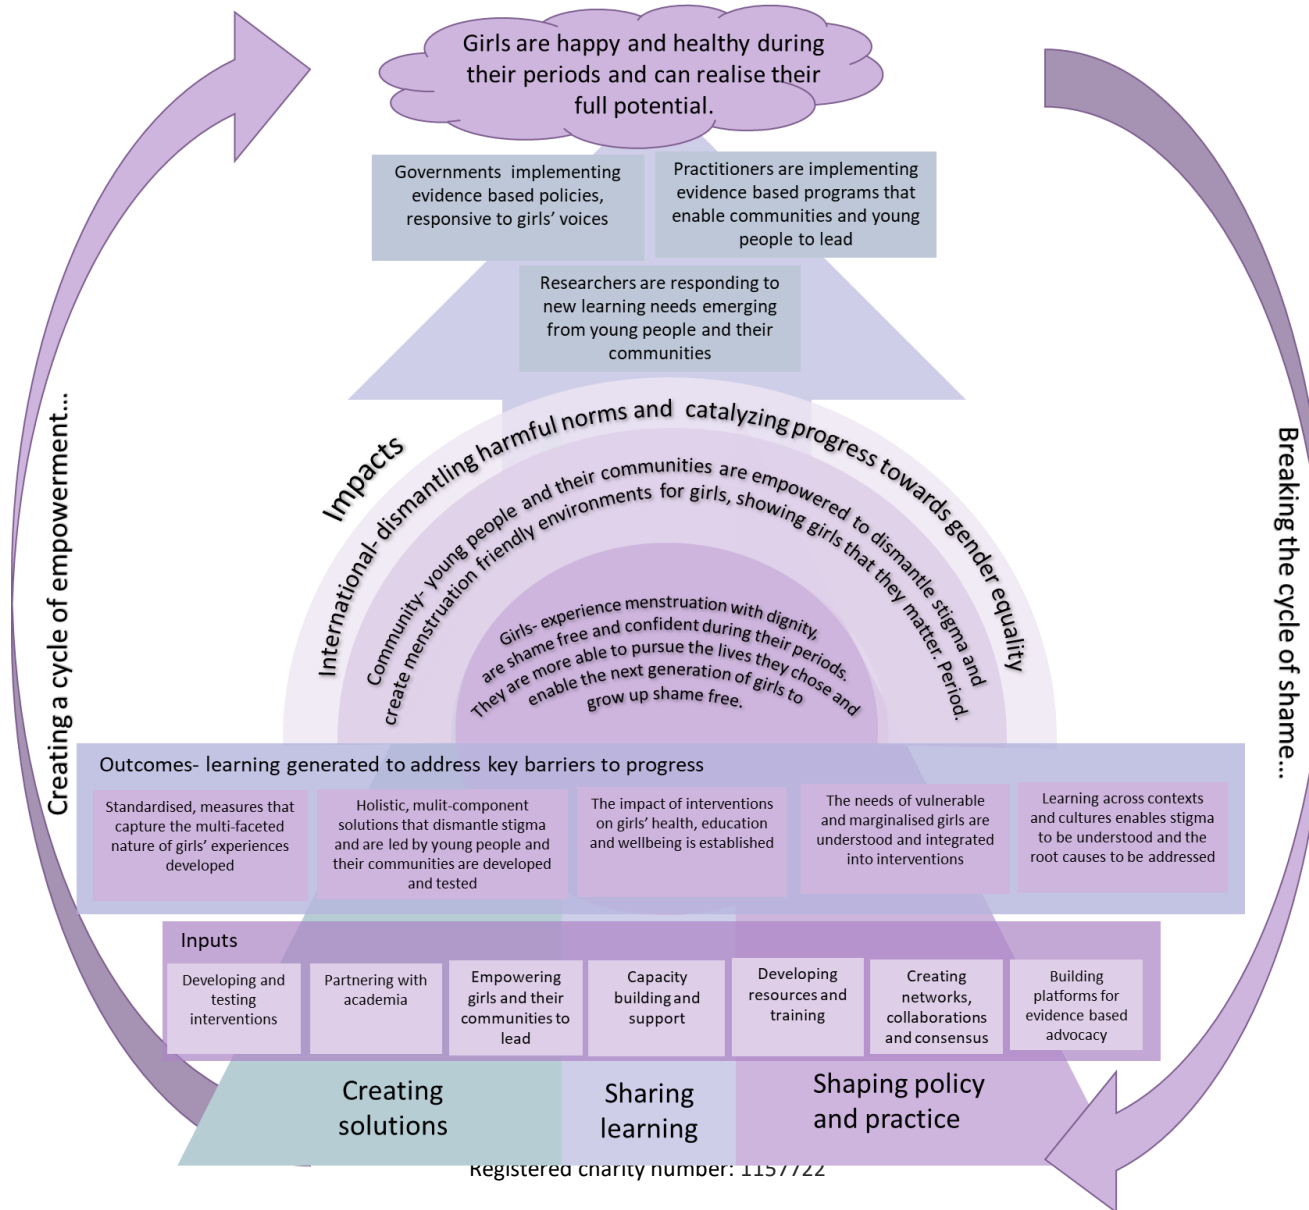 Girls are happy and healthy during
their periods and can realise their
full potential.
Governments implementing
evidence based policies,
responsive to girls’ voices
Practitioners are implementing
evidence based programs that
enable communities and young
people to lead
Researchers are responding to
new learning needs emerging
from young people and their
communities
Creating a cycle of empowerment...
Breaking the cycle of shame...
Impacts
International- dismantling harmful norms and catalyzing progress towards gender equality
Community- young people and their communities are empowered to dismantle stigma and
create menstruation friendly environments for girls, showing girls that they matter. Period.
Girls- experience menstruation with dignity,
are shame free and confident during their periods.
They are more able to pursue the lives they chose and
enable the next generation of girls to
grow up shame free.
Outcomes- learning generated to address key barriers to progress
Standardised, measures that
capture the multi-faceted
nature of girls’ experiences
developed
Holistic, mulit-component
solutions that dismantle stigma
and are led by young people and
their communities are developed
and tested
The impact of interventions
on girls’ health, education
and wellbeing is established
The needs of vulnerable
and marginalised girls are
understood and integrated
into interventions
Learning across contexts
and cultures enables stigma
to be understood and the
root causes to be addressed
Inputs
Developing and
testing
interventions
Partnering with
academia
Empowering
girls and their
communities to
lead
Capacity
building and
support
Developing
resources and
training
Creating
networks,
collaborations
and consensus
Building
platforms for
evidence based
advocacy
Creating
solutions
Sharing
learning
Shaping policy
and practice
Registered charity number: 1157722